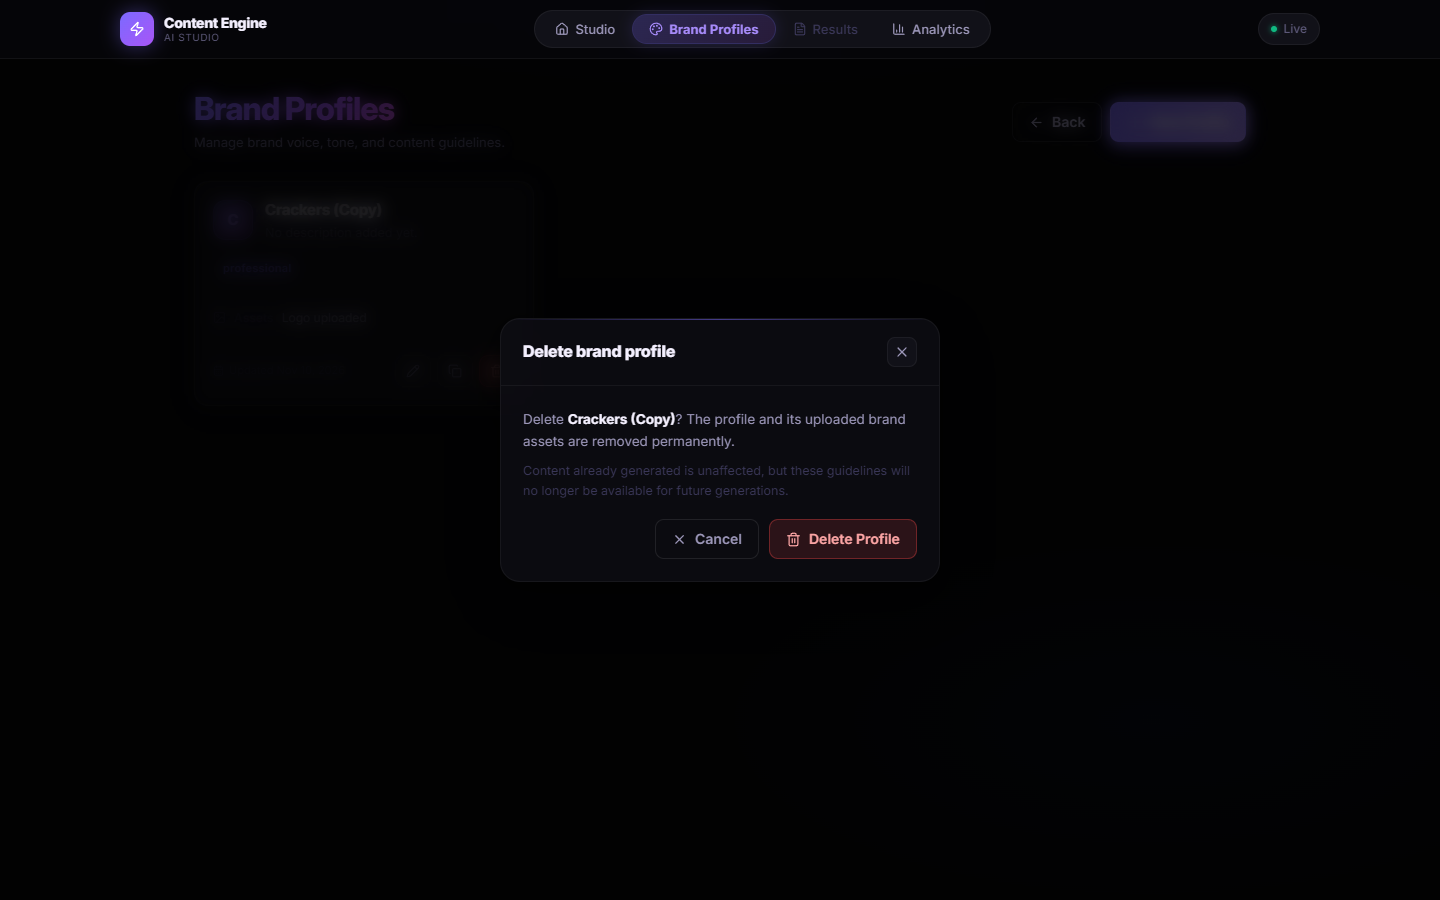 Content Engine
AI STUDIO
Studio
Brand Profiles
Results
Analytics
Live
Brand Profiles
Manage brand voice, tone, and content guidelines.
Back
C
Crackers (Copy)
professional
Logo uploaded
Delete brand profile
Delete Crackers (Copy)? The profile and its uploaded brand
assets are removed permanently.
Content already generated is unaffected, but these guidelines will
no longer be available for future generations.
Cancel
Delete Profile